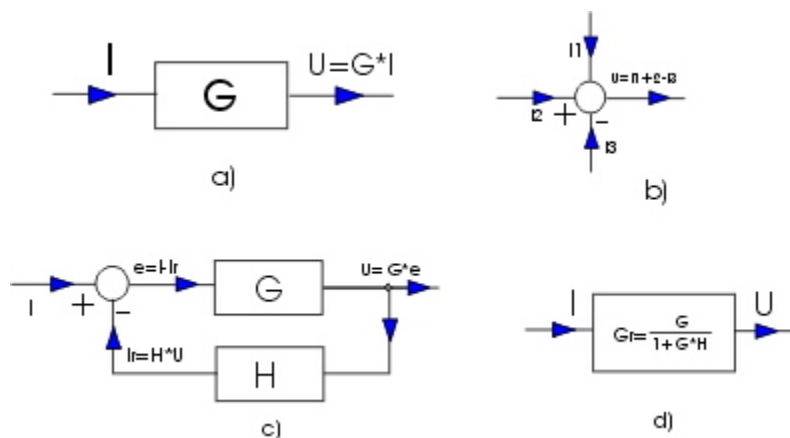 I
G
U=G*I
a)
I1
I2
+
U=I1+I2-I3
-
I3
b)
I
+
-
e=I-Ir
G
U=G*e
Ir=H*U
H
c)
I
Gr= G
1+G*H
U
d)